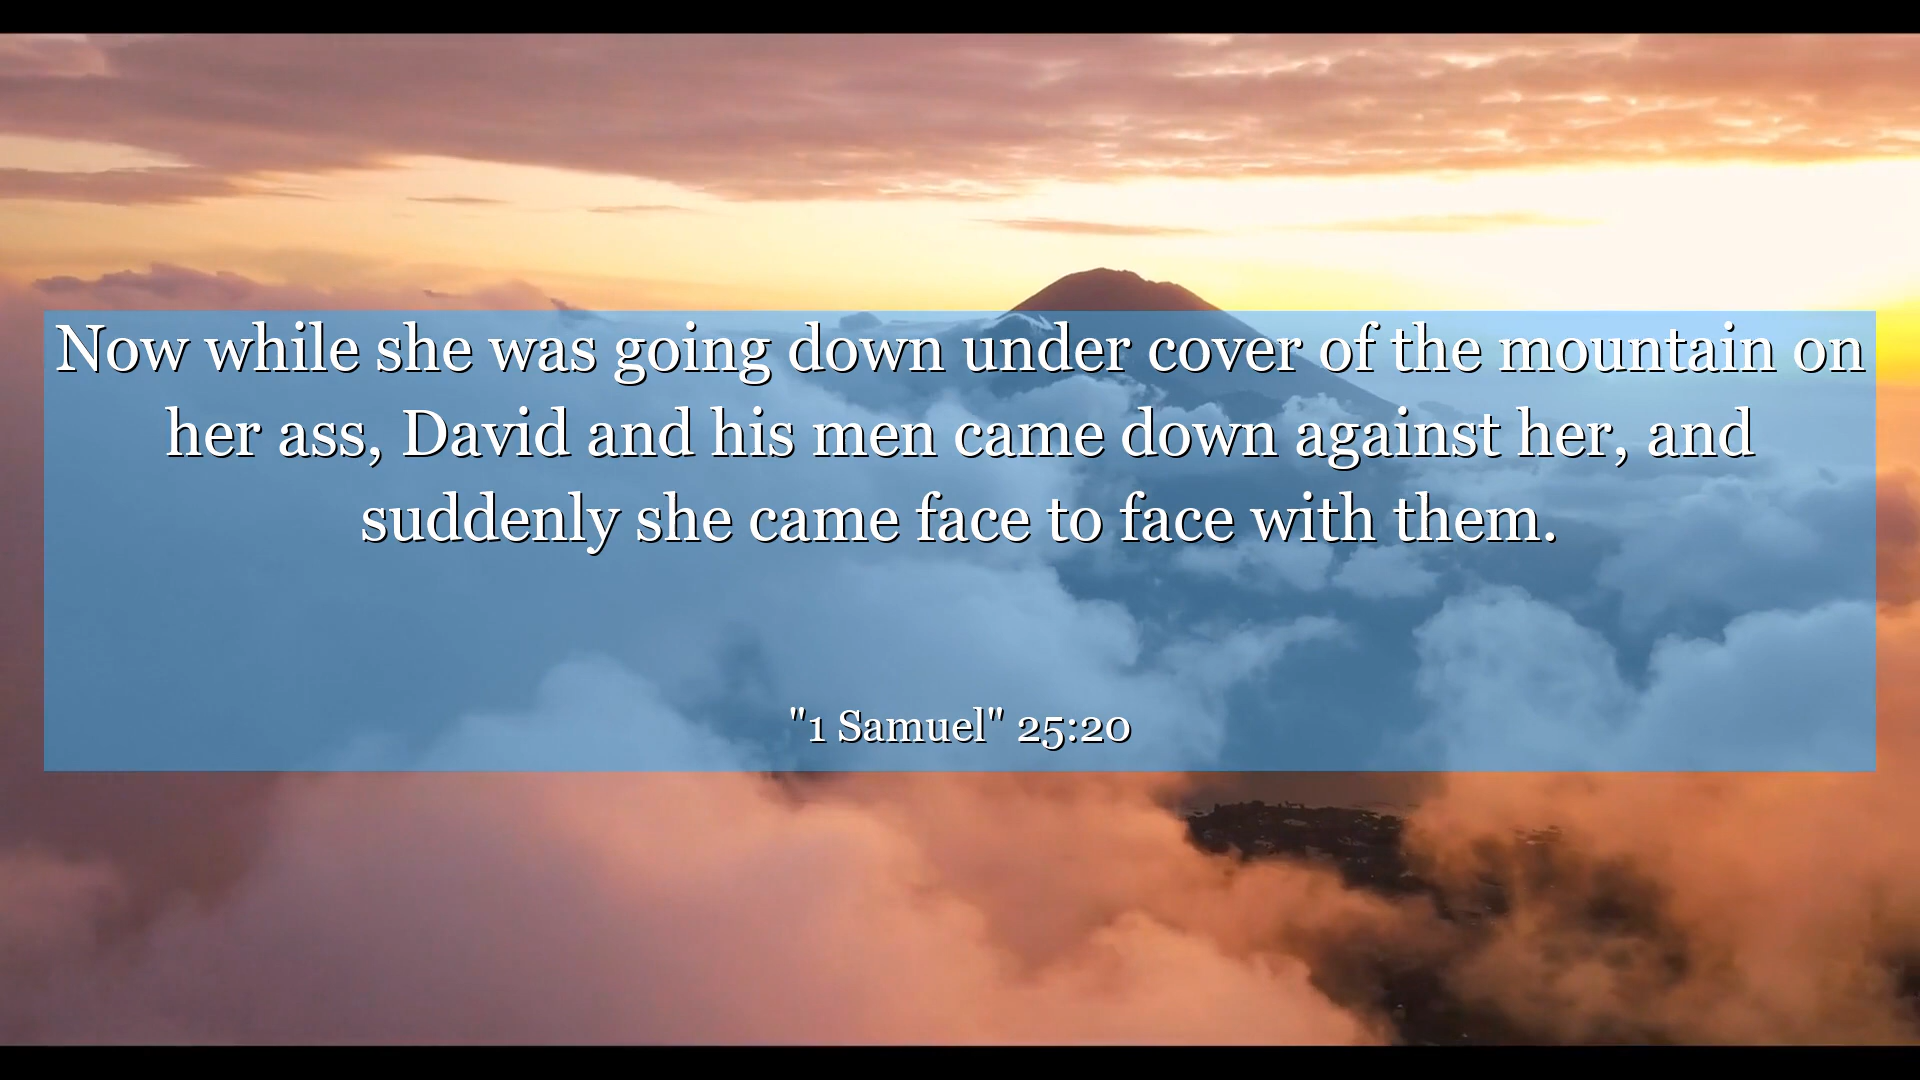 Now while she was going down under cover of the mountain on
her ass, David and his men came down against her, and
suddenly she came face to face with them.
"1 Samuel" 25:20